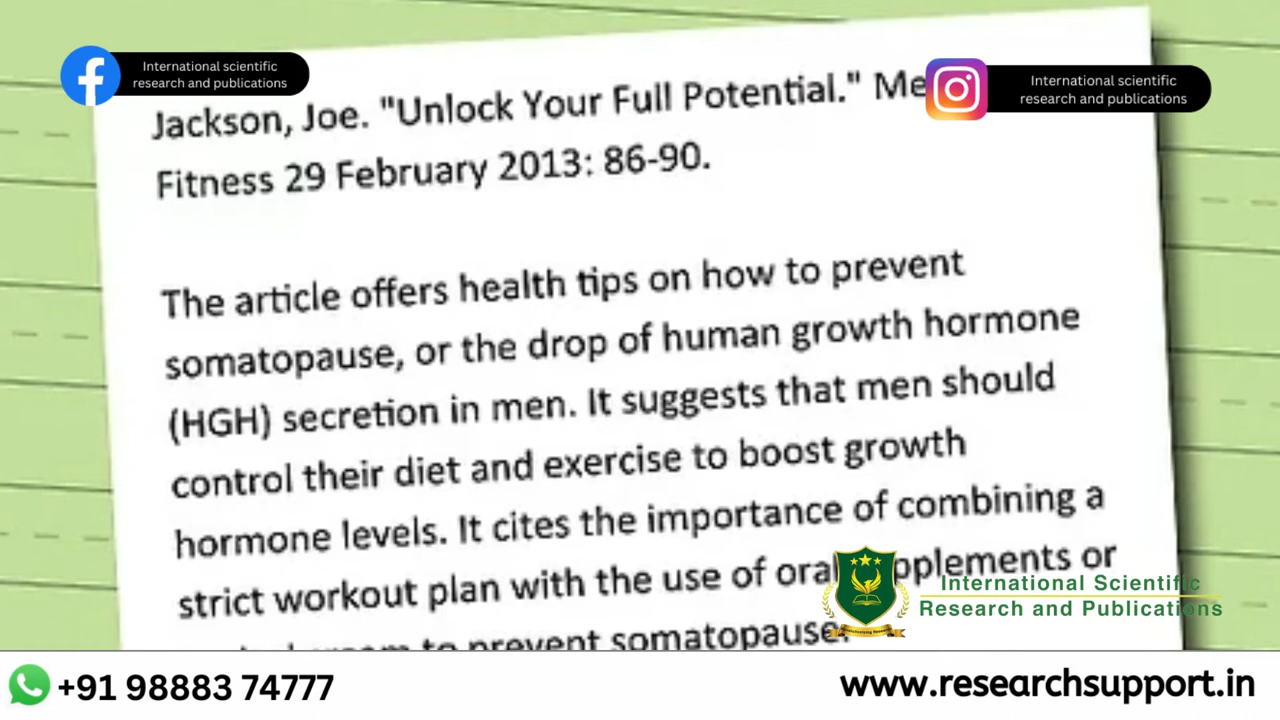 International scientific
research and publications
International scientific
research and publications
Jackson, Joe. "Unlock Your Full Potential."
Fitness 29 February 2013: 86-90.
The article offers health tips on how to prevent
somatopause, or the drop of human growth hormone
(HGH) secretion in men. It suggests that men should
control their diet and exercise to boost growth
hormone levels. It cites the importance of combining a
strict workout plan with the use of oral or
to prevent somatopause.
International Scientific
Research and Publications
+91 98883 74777
www.researchsupport.in